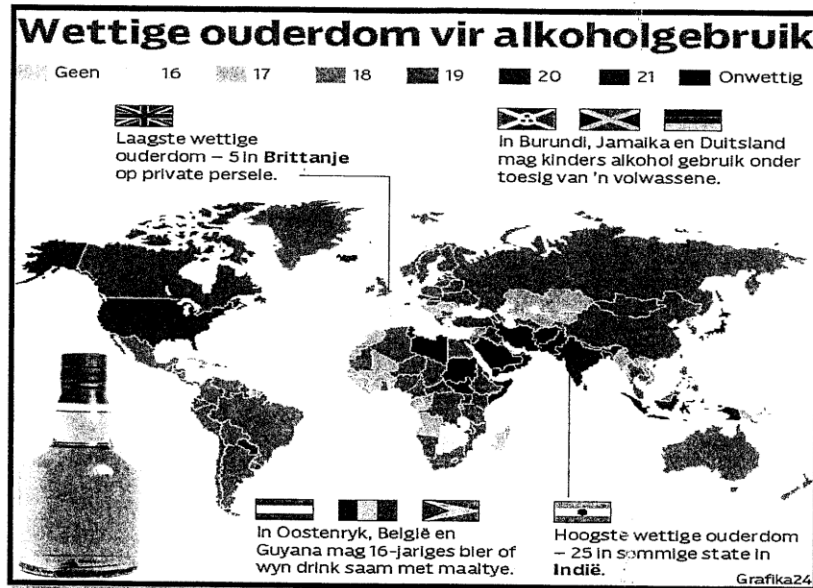 Wettige ouderdom vir alkoholgebruik
Geen 16 17 18 19 20 21 Onwettig
Laagste wettige
ouderdom – 5 in Brittanje
op private persele.
In Burundi, Jamaika en Duitsland
mag kinders alkohol gebruik onder
toesig van 'n volwassene.
In Oostenryk, België en
Guyana mag 16-jariges bier of
wyn drink saam met maaltye.
Hoogste wettige ouderdom
– 25 in sommige state in
Indië.
Grafika24